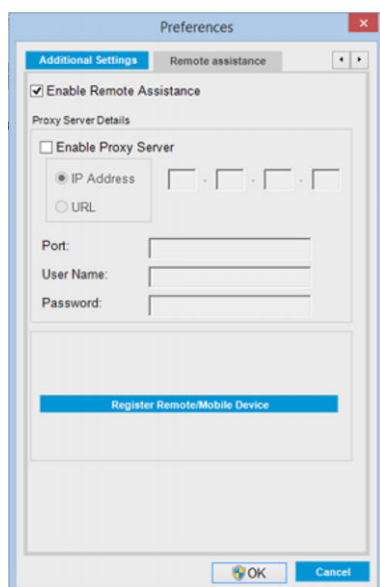 Preferences
Additional Settings Remote assistance
Enable Remote Assistance
Proxy Server Details
Enable Proxy Server
IP Address
URL
Port:
User Name:
Password:
Register Remote/Mobile Device
OK Cancel